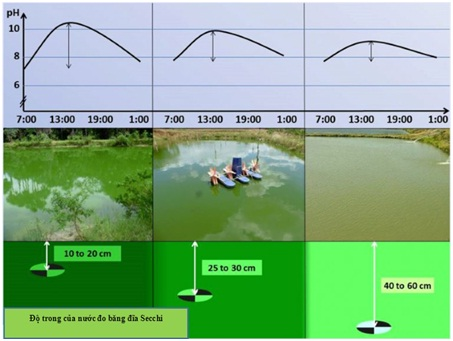 pH
10
8
6
7:00 13:00 19:00 1:00 7:00 13:00 19:00 1:00 7:00 13:00 19:00 1:00
10 to 20 cm
25 to 30 cm
40 to 60 cm
Độ trong của nước đo bằng đĩa Secchi